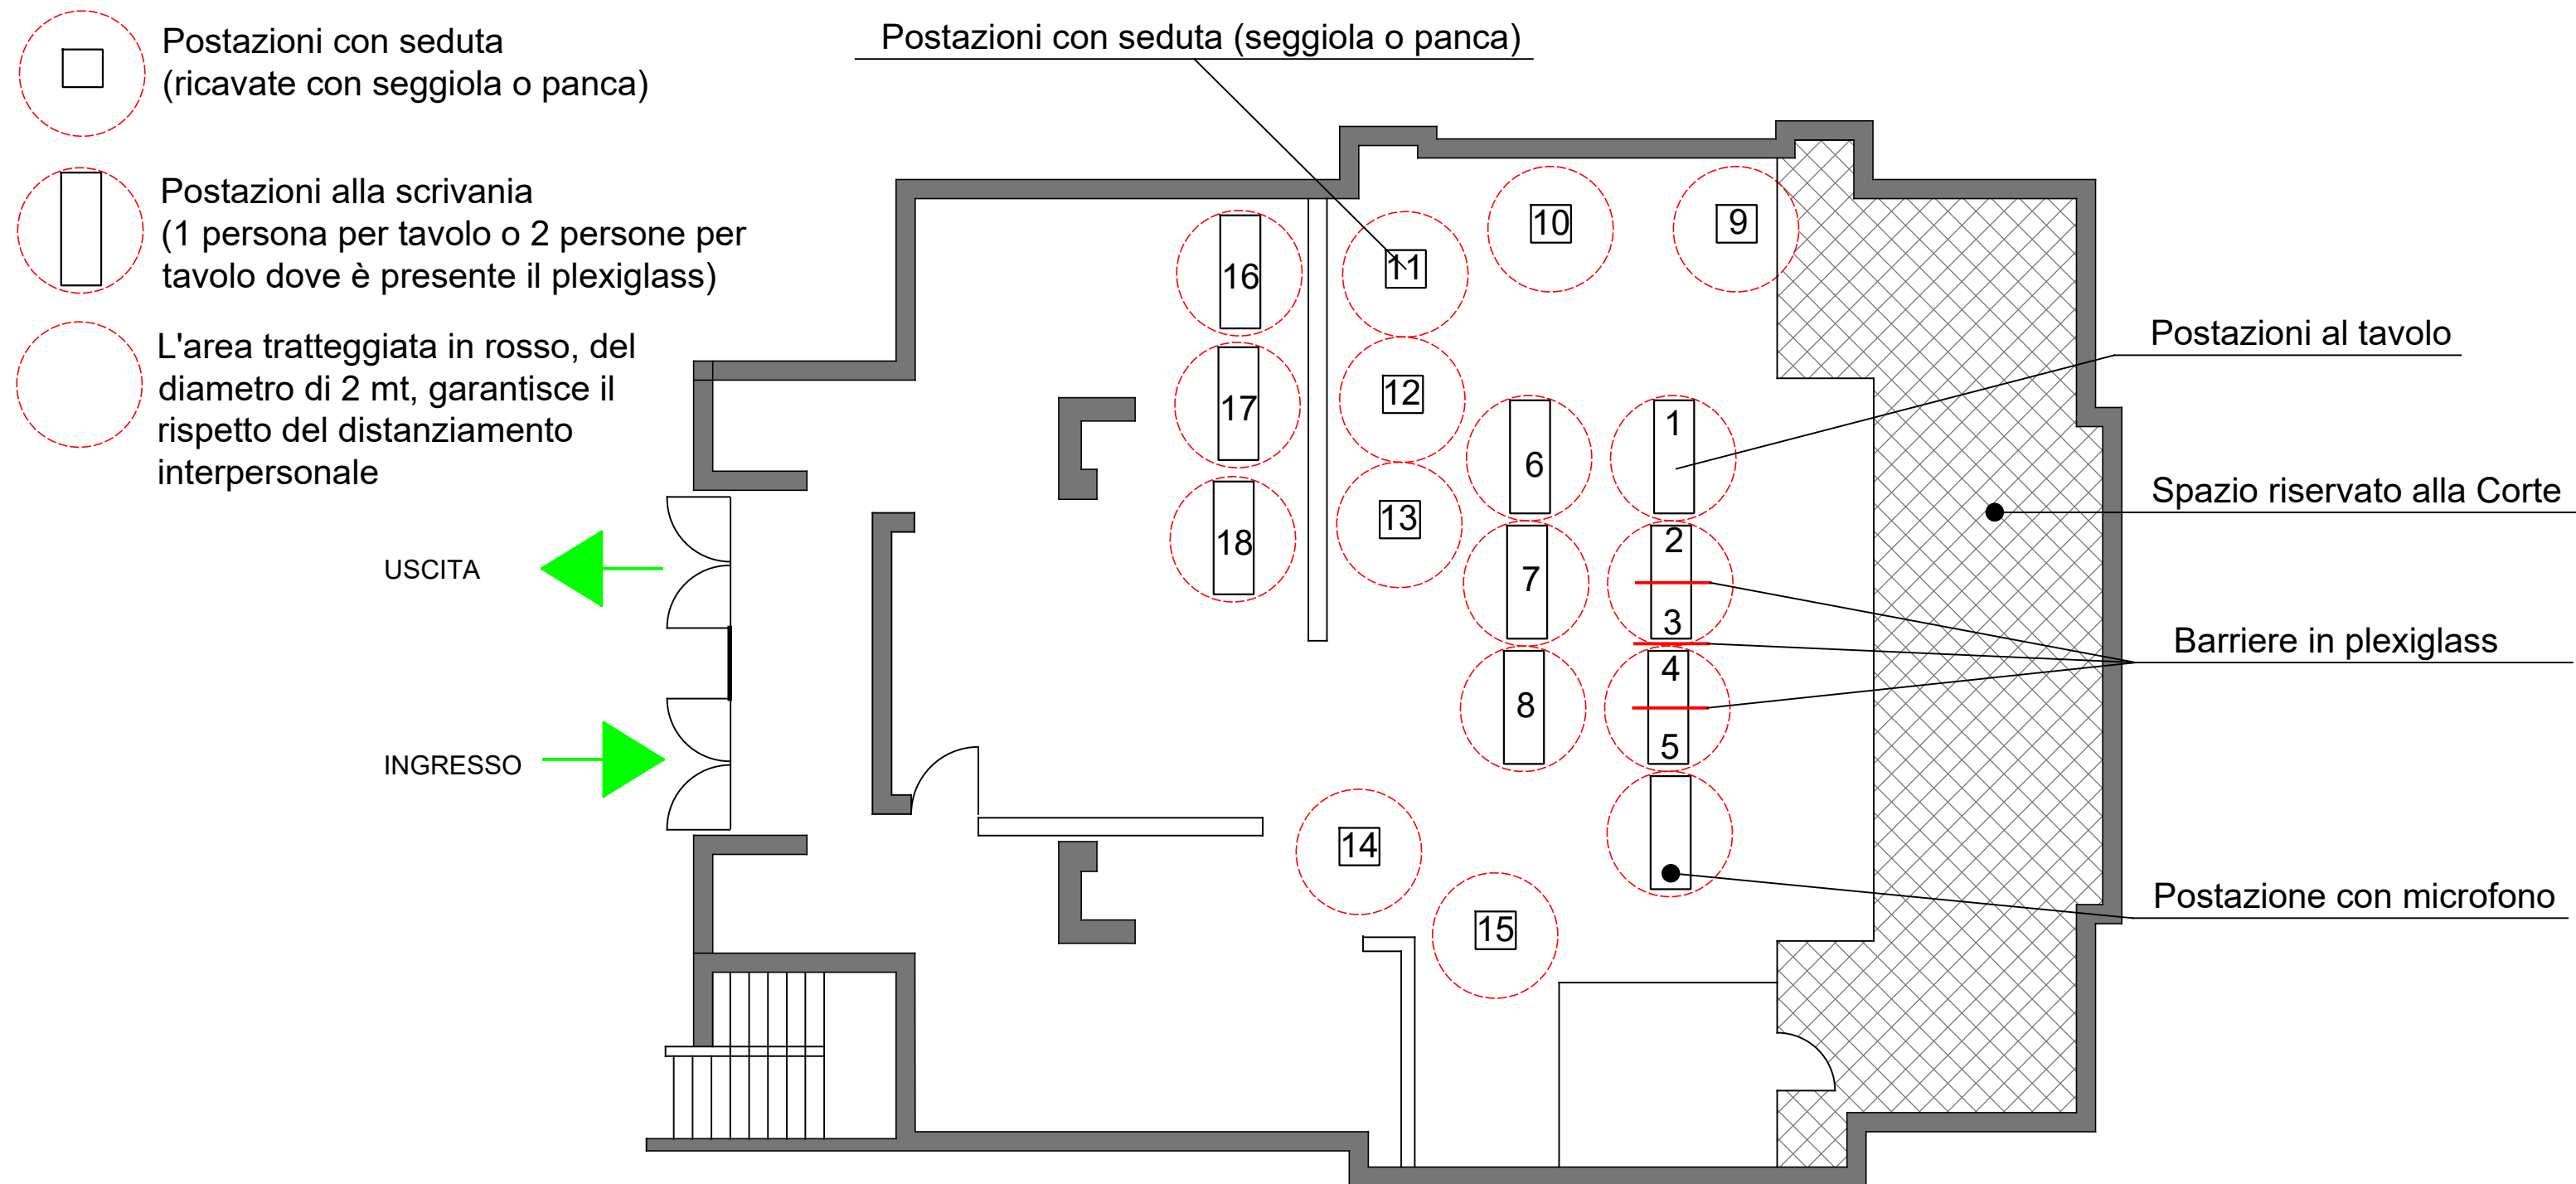 Postazioni con seduta
(ricavate con seggiola o panca)
Postazioni alla scrivania
(1 persona per tavolo o 2 persone per
tavolo dove è presente il plexiglass)
L'area tratteggiata in rosso, del
diametro di 2 mt, garantisce il
rispetto del distanziamento
interpersonale
USCITA
INGRESSO
Postazioni con seduta (seggiola o panca)
10
9
16
11
12
17
1
6
13
18
2
7
3
4
8
5
14
15
Postazioni al tavolo
Spazio riservato alla Corte
Barriere in plexiglass
Postazione con microfono